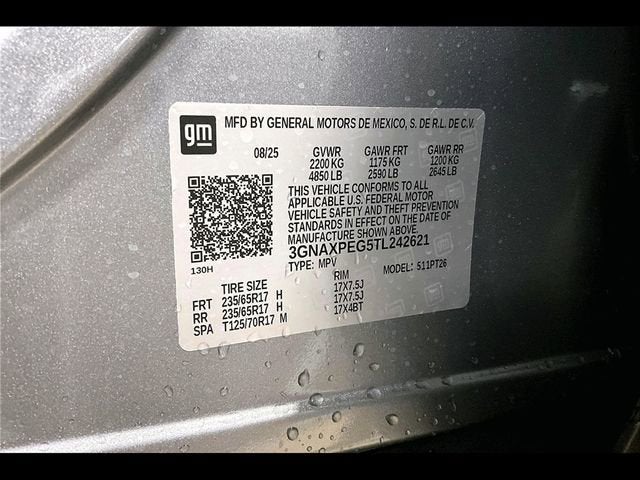 gm
MFD BY GENERAL MOTORS DE MEXICO, S. DE R.L. DE C.V.
08/25 GVWR GAWR FRT GAWR RR
2200 KG 1175 KG 1200 KG
4850 LB 2590 LB 2645 LB
THIS VEHICLE CONFORMS TO ALL
APPLICABLE U.S. FEDERAL MOTOR
VEHICLE SAFETY AND THEFT PREVENTION
STANDARDS IN EFFECT ON THE DATE OF
MANUFACTURE SHOWN ABOVE.
3GNAXPEG5TL242621
130H
TYPE: MPV MODEL: 511PT26
TIRE SIZE RIM
FRT 235/65R17 H 17X7.5J
RR 235/65R17 H 17X7.5J
SPA T125/70R17 M 17X4BT